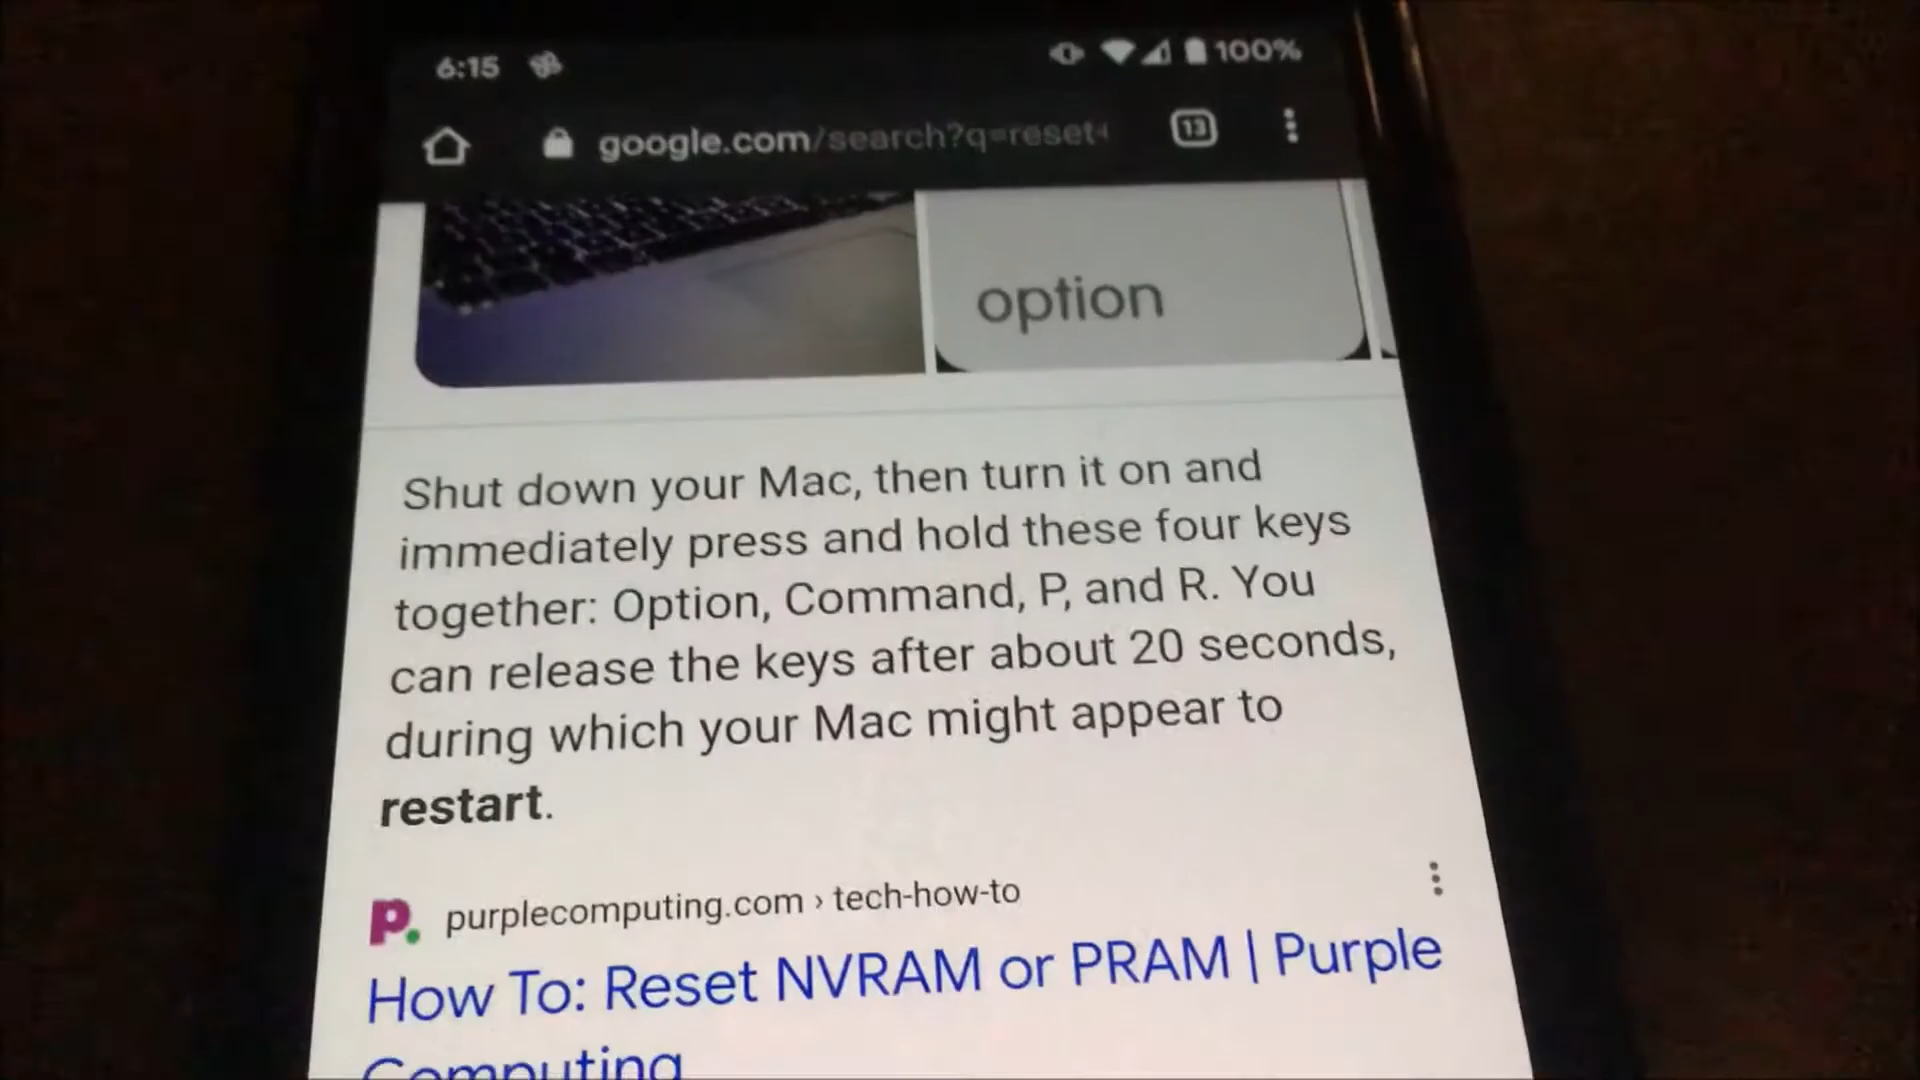 6:15 100%
google.com/search?q=reset
13
option
Shut down your Mac, then turn it on and
immediately press and hold these four keys
together: Option, Command, P, and R. You
can release the keys after about 20 seconds,
during which your Mac might appear to
restart.
P. purplecomputing.com › tech-how-to
How To: Reset NVRAM or PRAM | Purple
Computing